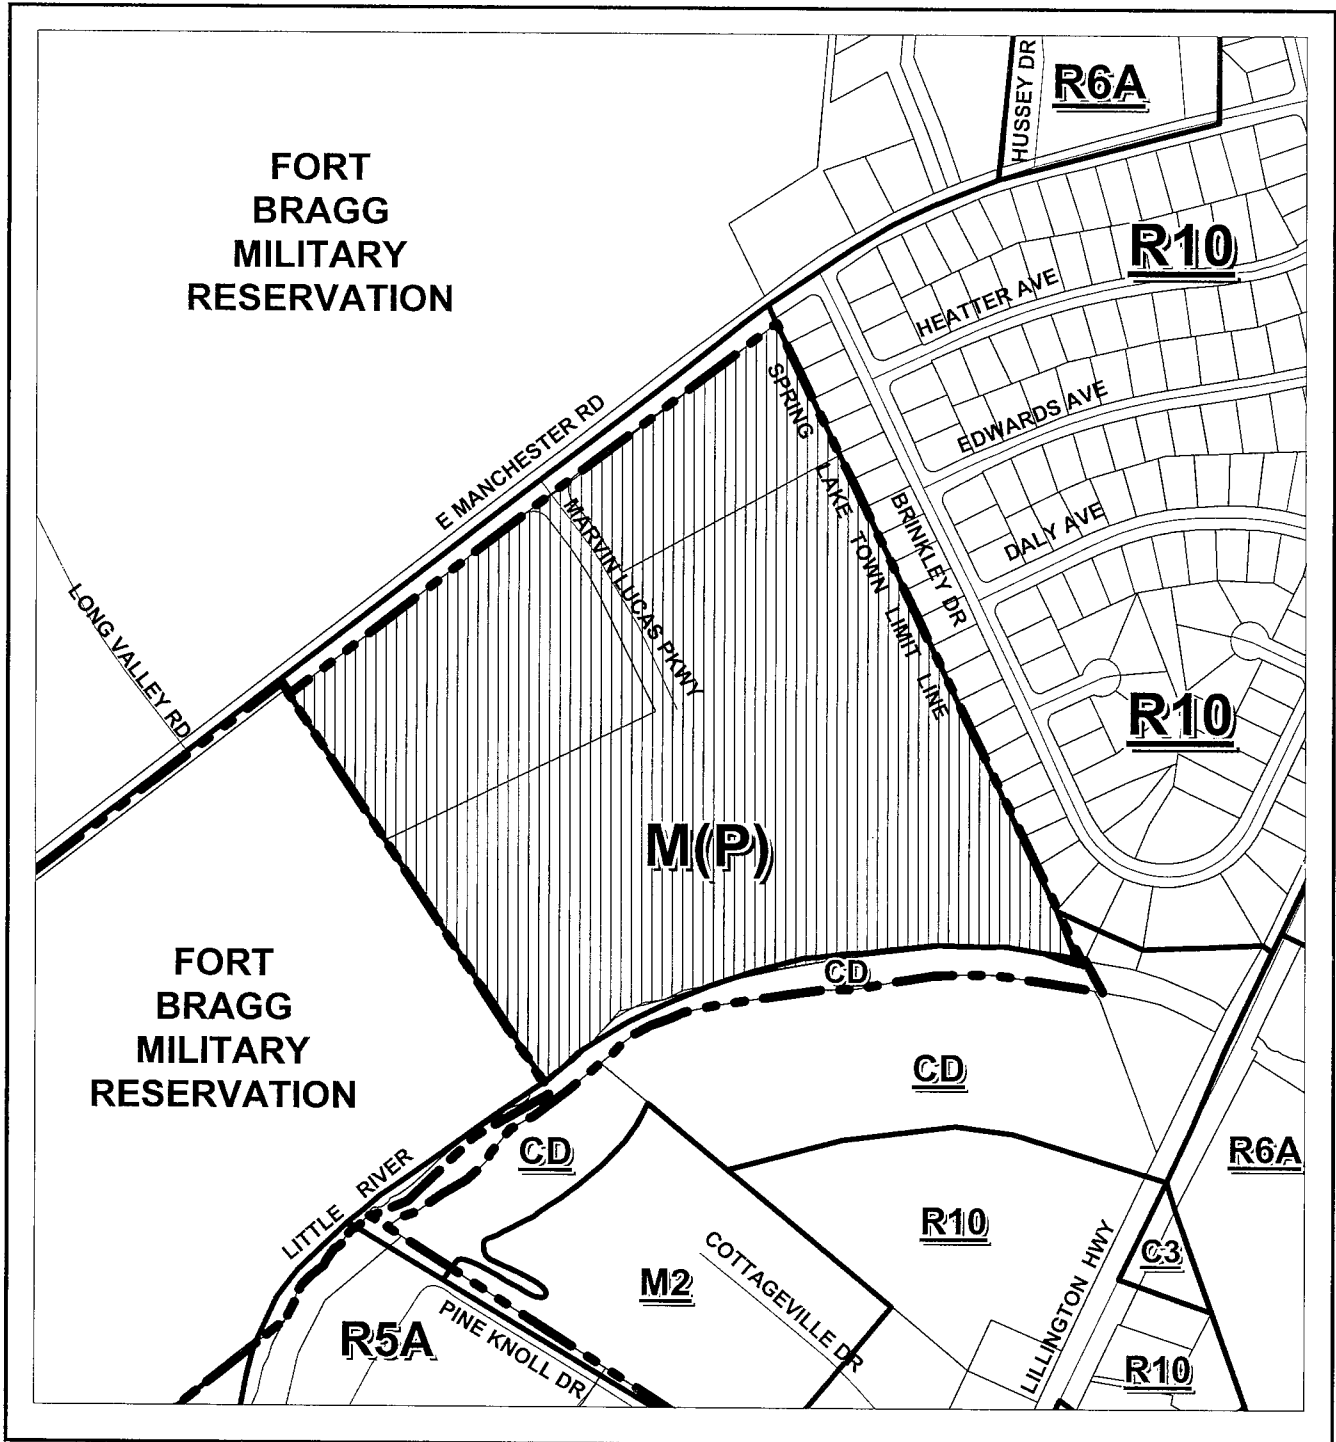 HUSSEY DR
R6A
FORT
BRAGG
MILITARY
RESERVATION
R10
HEATTER AVE
E MANCHESTER RD
SPRING LAKE TOWN LIMIT LINE
EDWARDS AVE
MARVIN LUCAS PKWY
BRINKLEY DR
DALY AVE
LONG VALLEY RD
R10
M(P)
FORT
BRAGG
MILITARY
RESERVATION
CD
CD
CD
R6A
LITTLE RIVER
R10
C3
COTTAGEVILLE DR
M2
LILLINGTON HWY
R5A
PINE KNOLL DR
R10